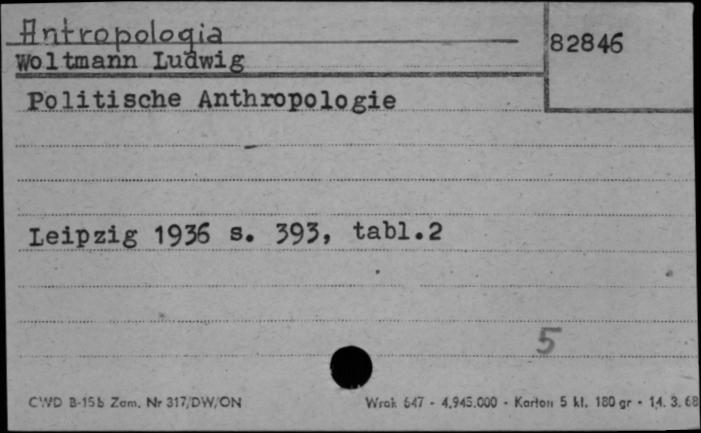 Antropologia
82846
Woltmann Ludwig
Politische Anthropologie
Leipzig 1936 s. 393, tabl.2
5
CWD B-15b Zam. Nr 317/DW/ON
Wrok 647 - 4.945.000 - Karton 5 kl. 180 gr - 14. 3. 68